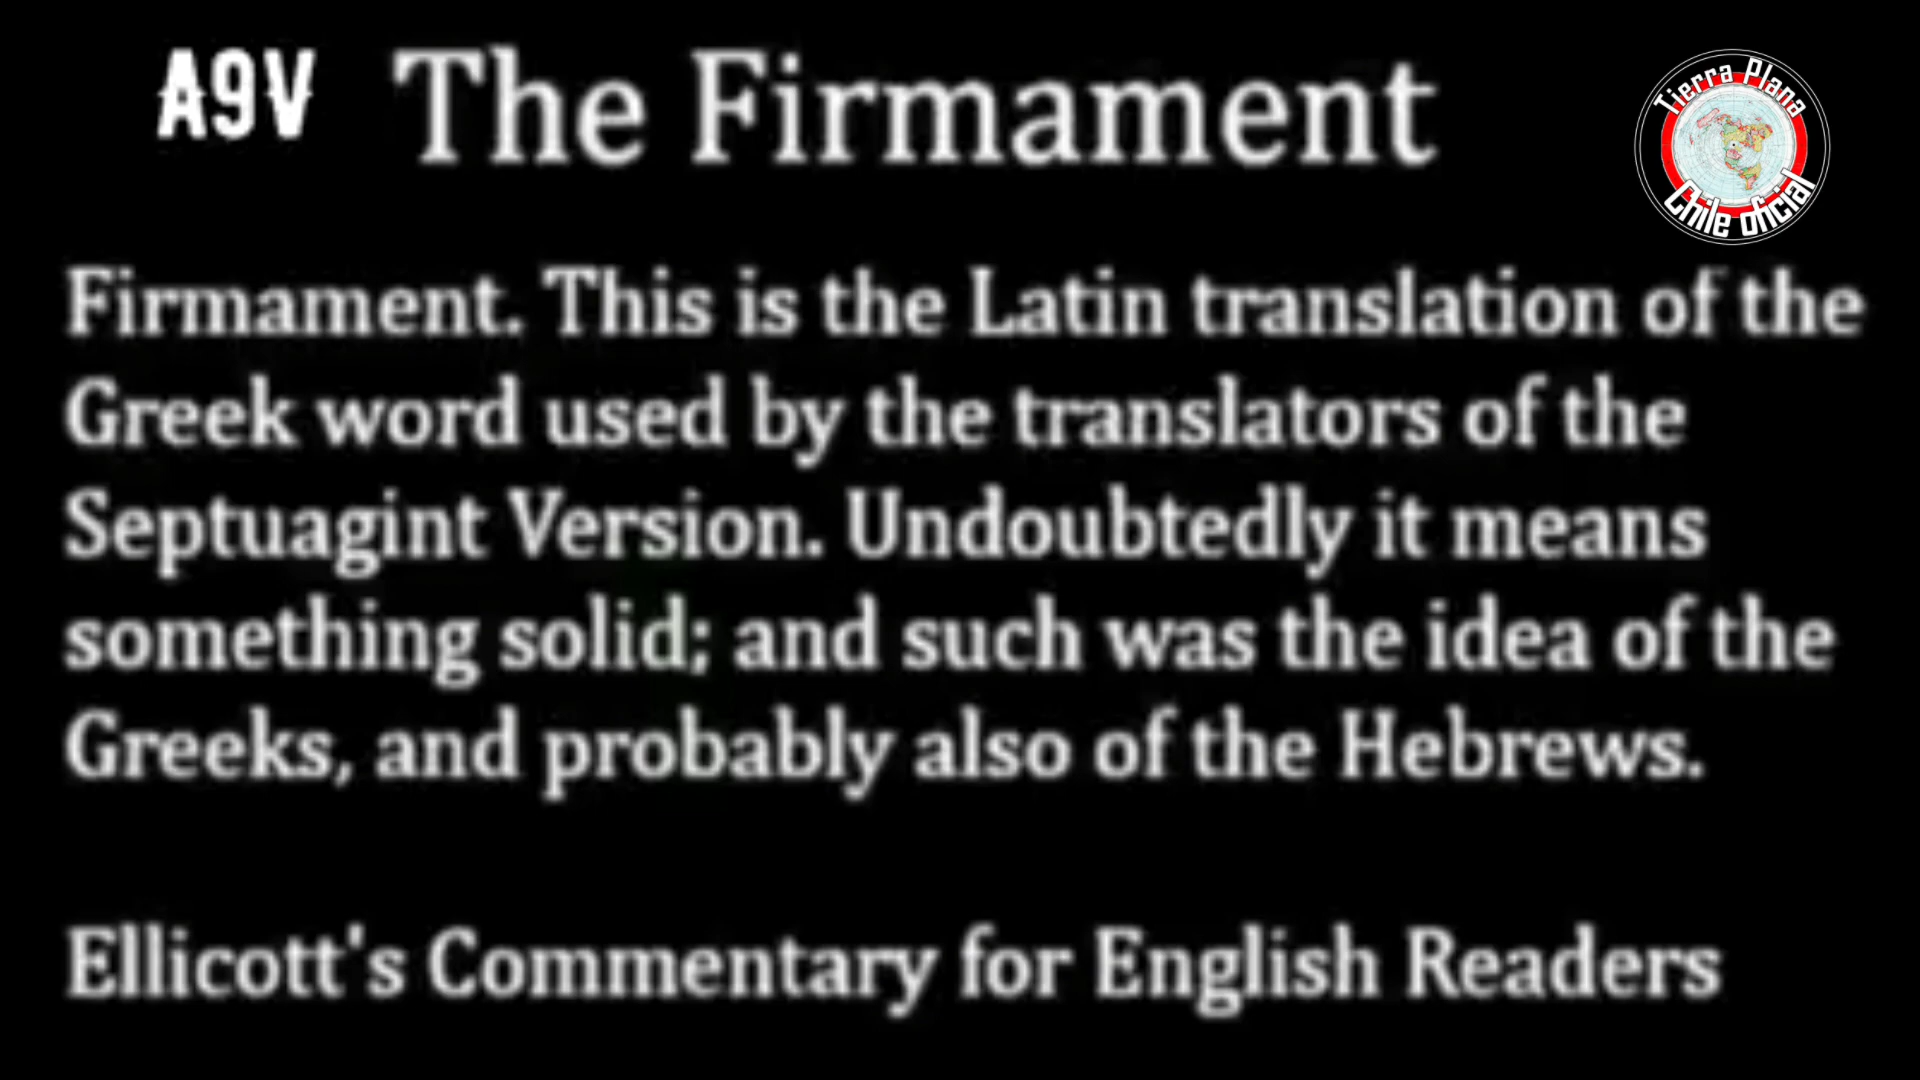 A9V The Firmament
Tierra Plana
Chile oficial
Firmament. This is the Latin translation of the
Greek word used by the translators of the
Septuagint Version. Undoubtedly it means
something solid; and such was the idea of the
Greeks, and probably also of the Hebrews.
Ellicott's Commentary for English Readers